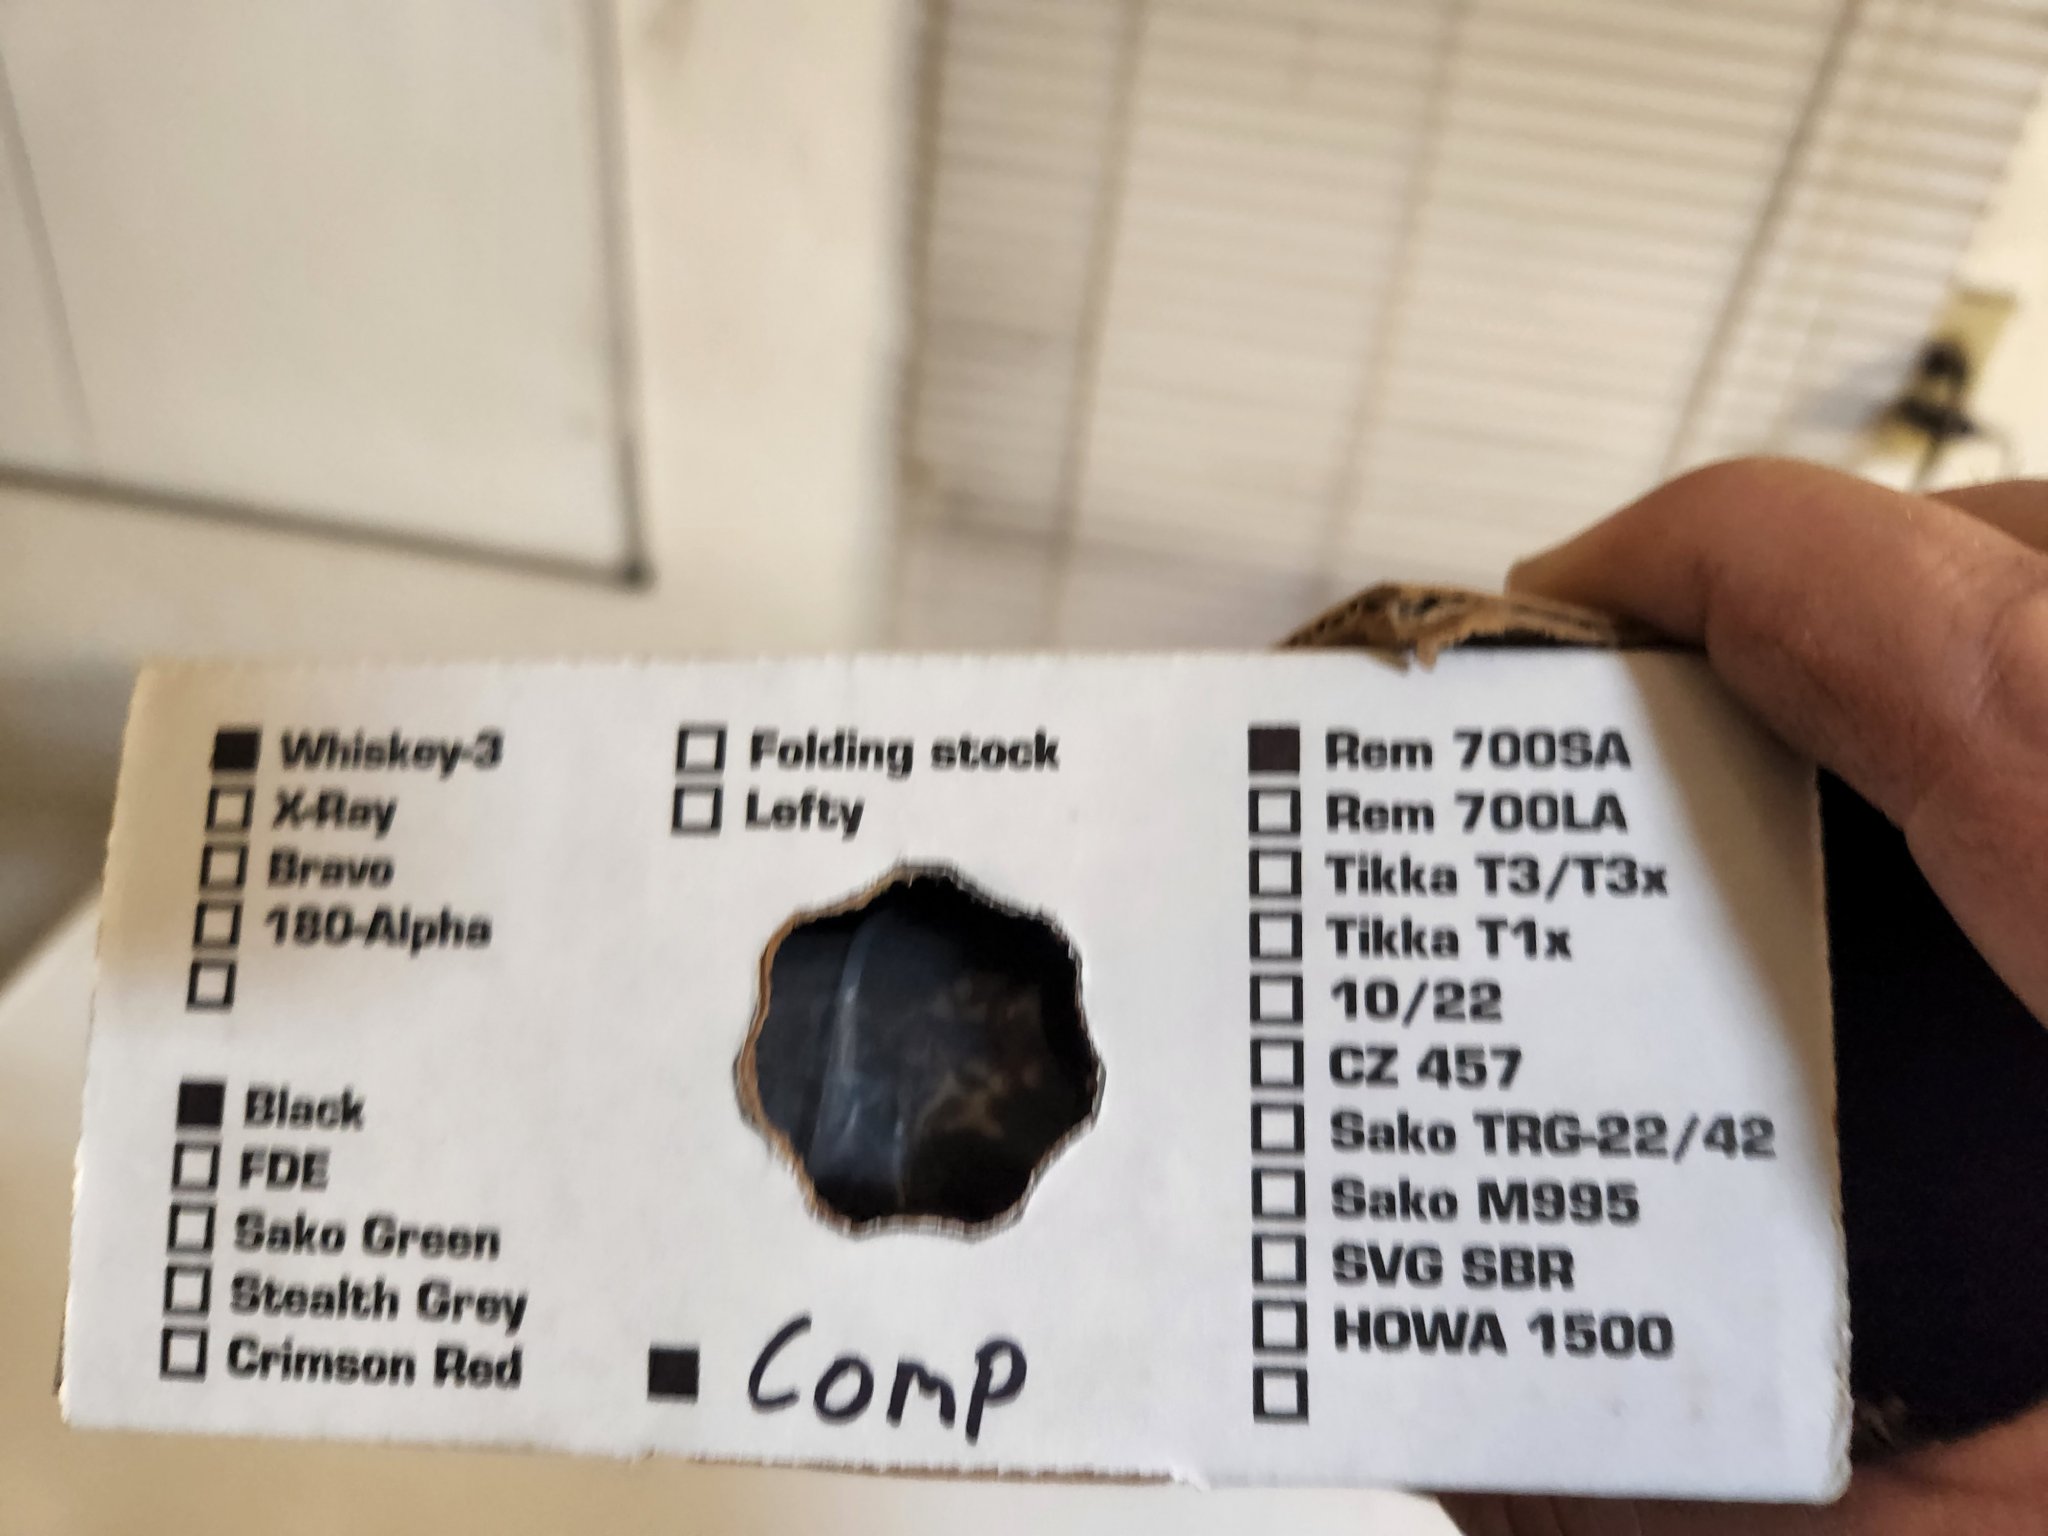 ■ Whiskey-3
□ X-Ray
□ Bravo
□ 180-Alpha
□
■ Black
□ FDE
□ Sako Green
□ Stealth Grey
□ Crimson Red
□ Folding stock
□ Lefty
■ Comp
■ Rem 700SA
□ Rem 700LA
□ Tikka T3/T3x
□ Tikka T1x
□ 10/22
□ CZ 457
□ Sako TRG-22/42
□ Sako M995
□ SVG SBR
□ HOWA 1500
□